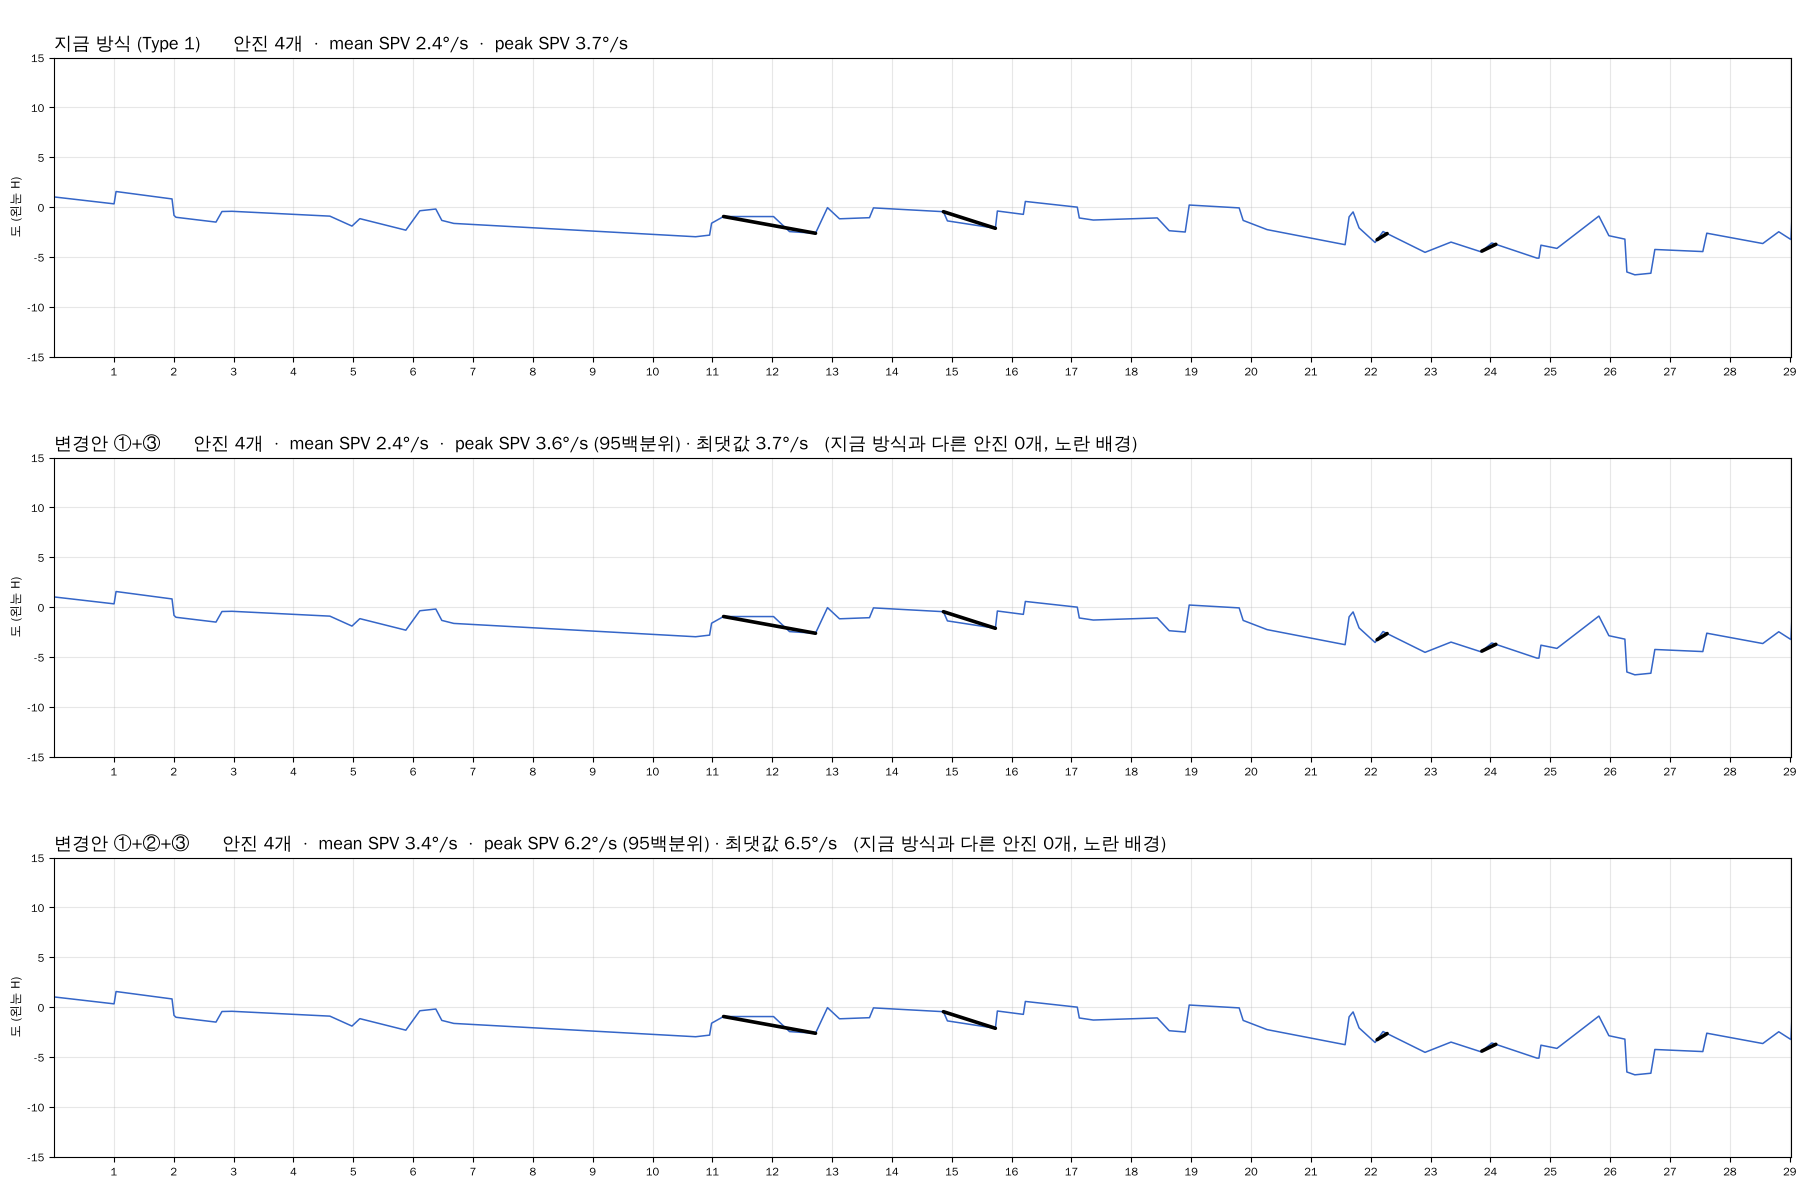 지금 방식 (Type 1) 안진 4개 · mean SPV 2.4°/s · peak SPV 3.7°/s
15
10
5
0
-5
-10
-15
도 (왼눈 H)
1 2 3 4 5 6 7 8 9 10 11 12 13 14 15 16 17 18 19 20 21 22 23 24 25 26 27 28 29
변경안 ①+③ 안진 4개 · mean SPV 2.4°/s · peak SPV 3.6°/s (95백분위) · 최댓값 3.7°/s (지금 방식과 다른 안진 0개, 노란 배경)
15
10
5
0
-5
-10
-15
도 (왼눈 H)
1 2 3 4 5 6 7 8 9 10 11 12 13 14 15 16 17 18 19 20 21 22 23 24 25 26 27 28 29
변경안 ①+②+③ 안진 4개 · mean SPV 3.4°/s · peak SPV 6.2°/s (95백분위) · 최댓값 6.5°/s (지금 방식과 다른 안진 0개, 노란 배경)
15
10
5
0
-5
-10
-15
도 (왼눈 H)
1 2 3 4 5 6 7 8 9 10 11 12 13 14 15 16 17 18 19 20 21 22 23 24 25 26 27 28 29